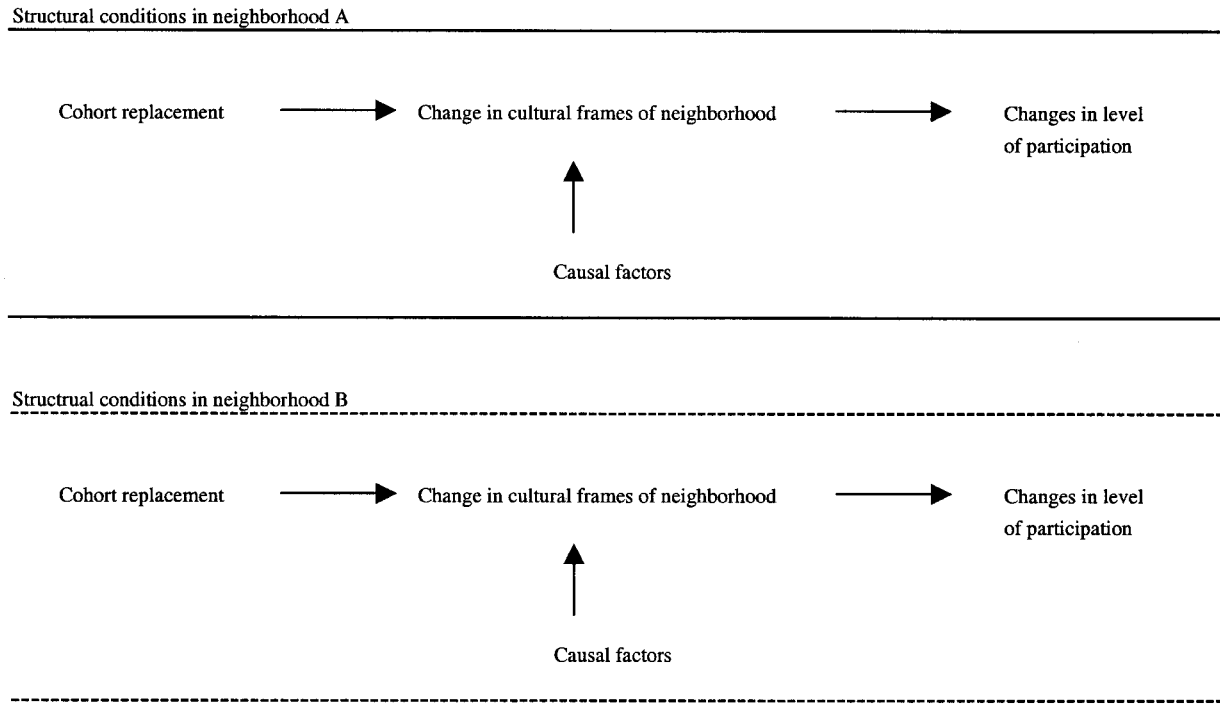 Structural conditions in neighborhood A
Cohort replacement
Change in cultural frames of neighborhood
Changes in level
of participation
Causal factors
Structrual conditions in neighborhood B
Cohort replacement
Change in cultural frames of neighborhood
Changes in level
of participation
Causal factors